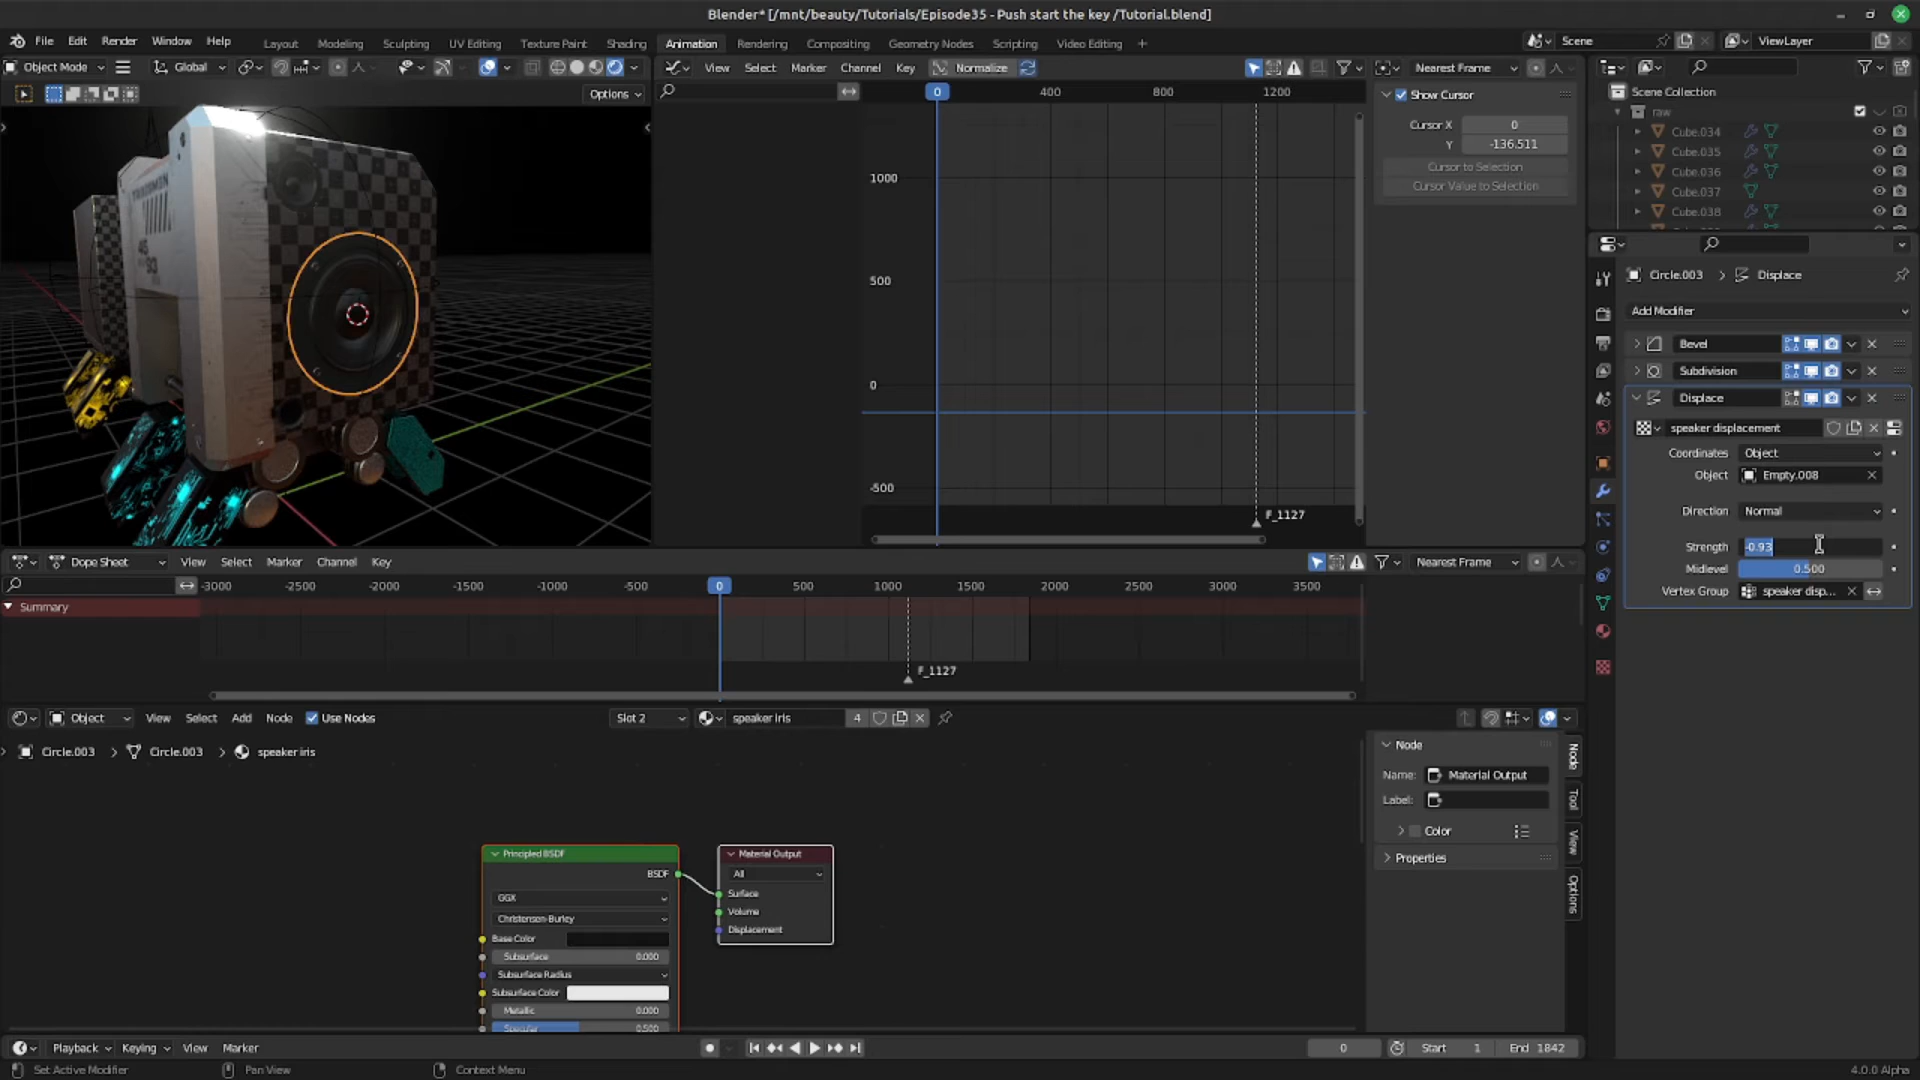 Blender* [/mnt/beauty/Tutorials/Episode35 - Push start the key /Tutorial.blend]
File Edit Render Window Help Layout Modeling Sculpting UV Editing Texture Paint Shading Animation Rendering Compositing Geometry Nodes Scripting Video Editing + Scene ViewLayer
Object Mode Global View Select Marker Channel Key Normalize Nearest Frame
Options 0 400 800 1200 Show Cursor Scene Collection
raw
Cursor X 0 Cube.034
Y -136.511 Cube.035
Cursor to Selection Cube.036
1000 Cursor Value to Selection Cube.037
Cube.038
Circle.003 > Displace
500
Add Modifier
Bevel
Subdivision
0
Displace
speaker displacement
Coordinates Object
Object Empty.008
-500
F_1127 Direction Normal
Strength -0.93
Dope Sheet View Select Marker Channel Key Nearest Frame Midlevel 0.500
-3000 -2500 -2000 -1500 -1000 -500 0 500 1000 1500 2000 2500 3000 3500 Vertex Group speaker disp...
Summary
F_1127
Object View Select Add Node Use Nodes Slot 2 speaker iris 4
Circle.003 > Circle.003 > speaker iris Node
Name: Material Output
Label:
Color
Properties
Node
Tool
View
Options
Principled BSDF Material Output
BSDF All
GGX Surface
Christensen-Burley Volume
Base Color Displacement
Subsurface 0.000
Subsurface Radius
Subsurface Color
Metallic 0.000
Specular 0.500
Playback Keying View Marker 0 Start 1 End 1842
Set Active Modifier Pan View Context Menu 4.0.0 Alpha